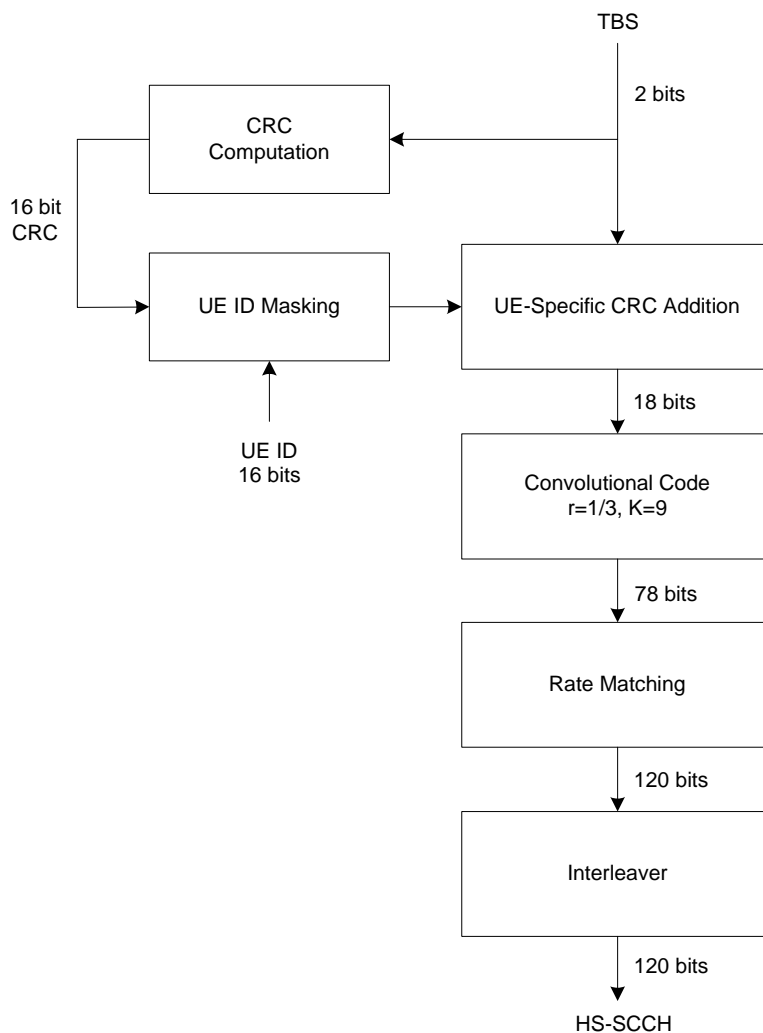 TBS
2 bits
CRC
Computation
16 bit
CRC
UE ID Masking
UE-Specific CRC Addition
18 bits
UE ID
16 bits
Convolutional Code
r=1/3, K=9
78 bits
Rate Matching
120 bits
Interleaver
120 bits
HS-SCCH